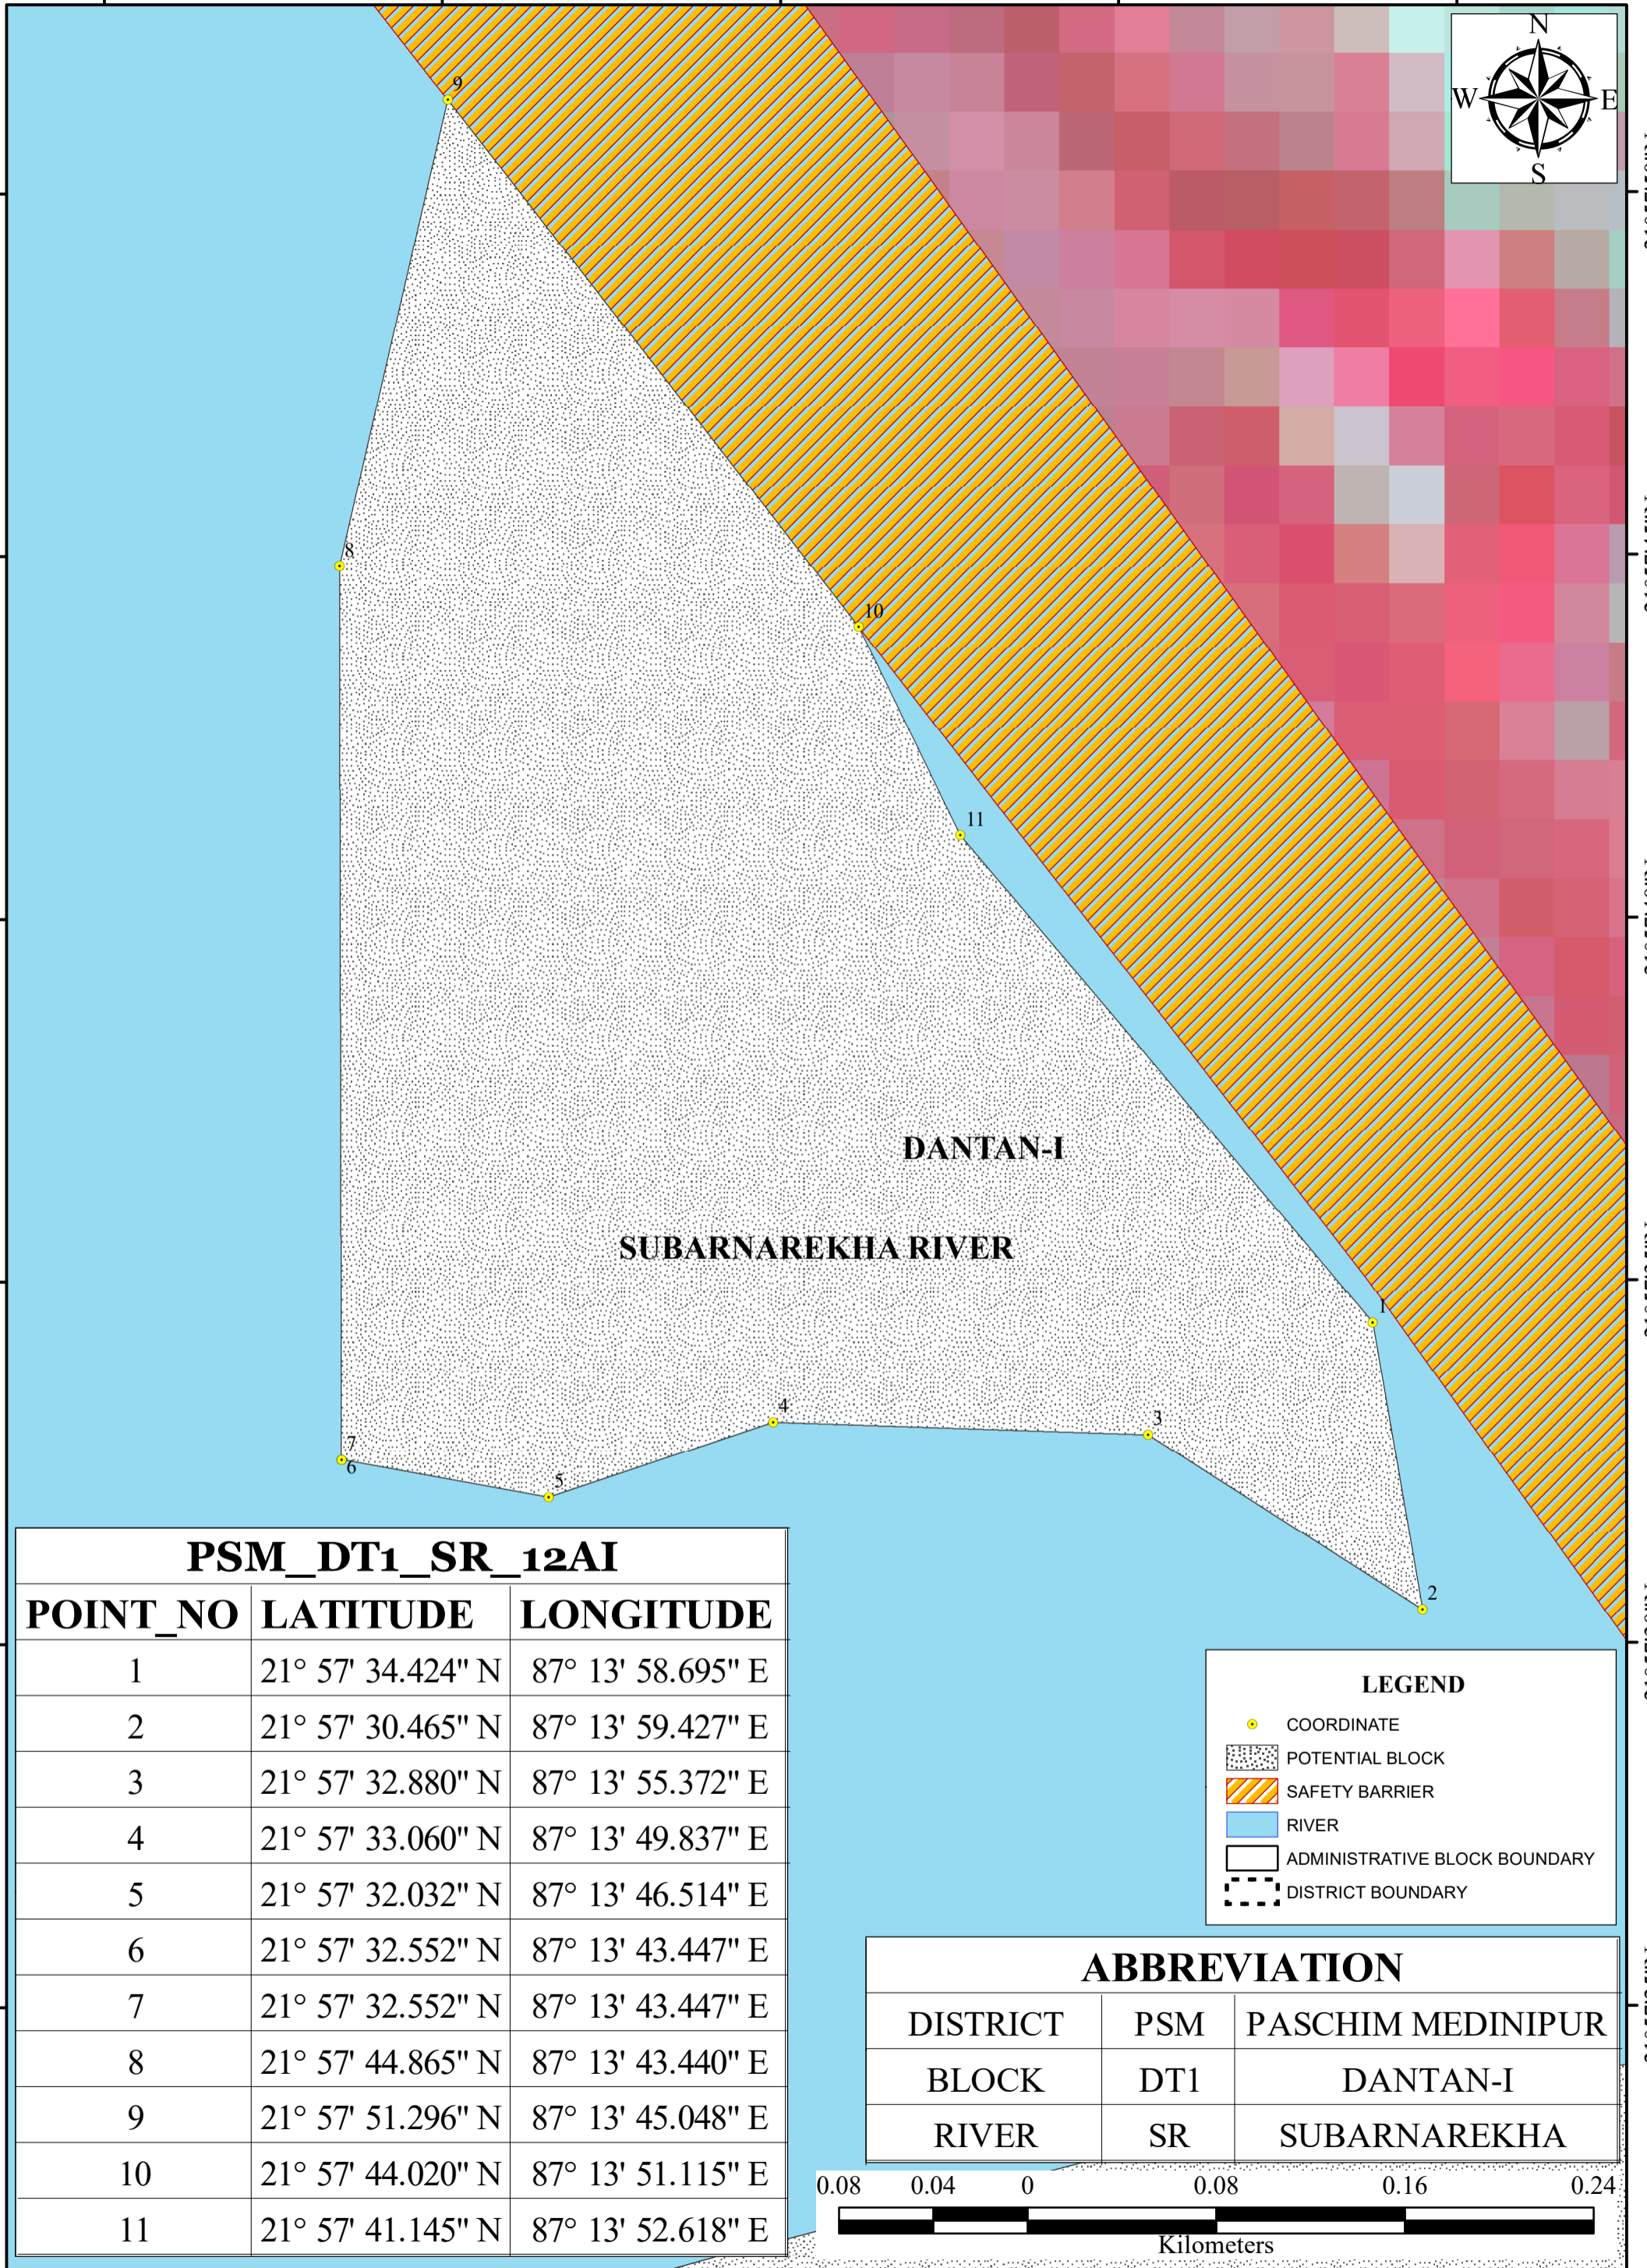 N
W E
S
9
8
10
11
1
DANTAN-I
SUBARNAREKHA RIVER
4
3
7
6
5
2
PSM_DT1_SR_12AI
POINT_NO LATITUDE LONGITUDE
1 21° 57' 34.424" N 87° 13' 58.695" E
2 21° 57' 30.465" N 87° 13' 59.427" E
3 21° 57' 32.880" N 87° 13' 55.372" E
4 21° 57' 33.060" N 87° 13' 49.837" E
5 21° 57' 32.032" N 87° 13' 46.514" E
6 21° 57' 32.552" N 87° 13' 43.447" E
7 21° 57' 32.552" N 87° 13' 43.447" E
8 21° 57' 44.865" N 87° 13' 43.440" E
9 21° 57' 51.296" N 87° 13' 45.048" E
10 21° 57' 44.020" N 87° 13' 51.115" E
11 21° 57' 41.145" N 87° 13' 52.618" E
LEGEND
COORDINATE
POTENTIAL BLOCK
SAFETY BARRIER
RIVER
ADMINISTRATIVE BLOCK BOUNDARY
DISTRICT BOUNDARY
ABBREVIATION
DISTRICT PSM PASCHIM MEDINIPUR
BLOCK DT1 DANTAN-I
RIVER SR SUBARNAREKHA
0.08 0.04 0 0.08 0.16 0.24
Kilometers